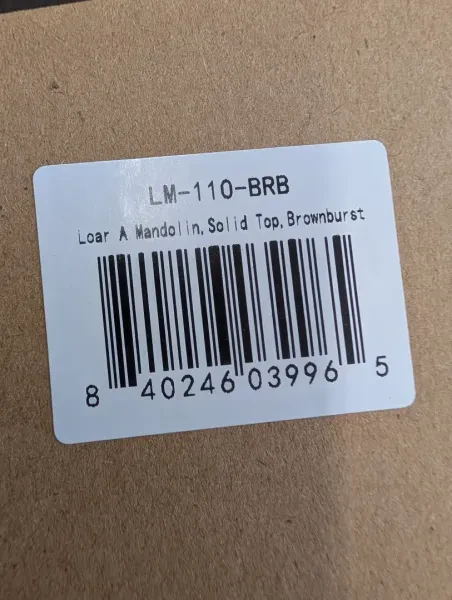 LM-110-BRB
Loar A Mandolin,Solid Top,Brownburst
8 40246 03996 5